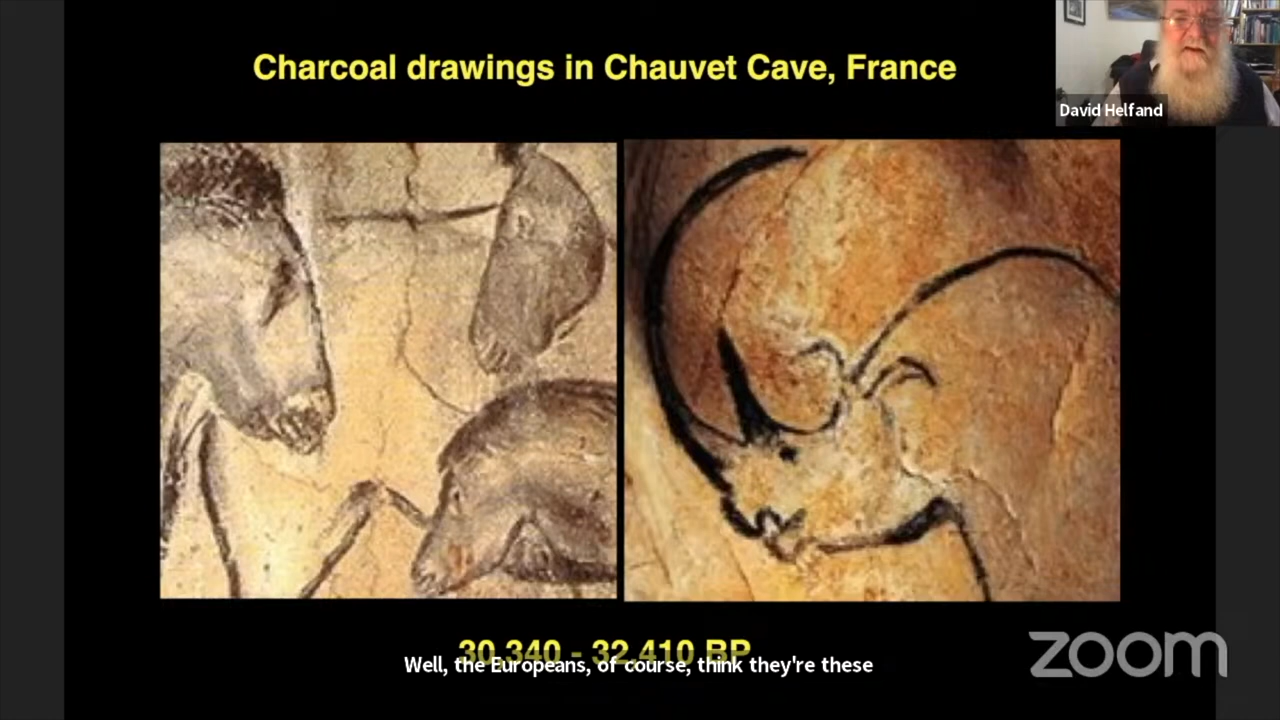 Charcoal drawings in Chauvet Cave, France
David Helfand
30,340 - 32,410 BP
Well, the Europeans, of course, think they're these
zoom